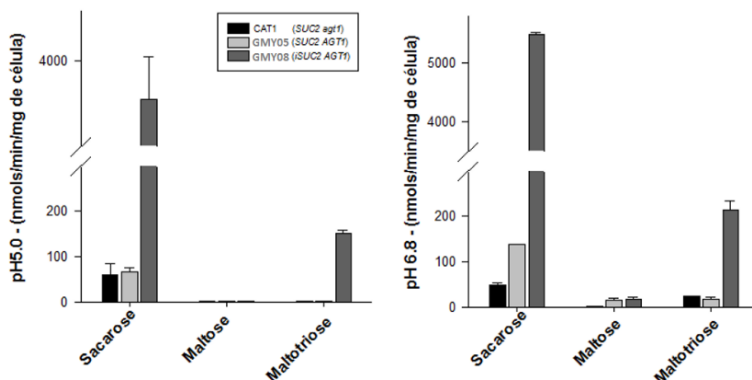 pH5.0 - (nmols/min/mg de célula)
4000
200
100
0
Sacarose
Maltose
Maltotriose
CAT1 (SUC2 agt1)
GMY05 (SUC2 AGT1)
GMY08 (iSUC2 AGT1)
pH 6.8 - (nmols/min/mg de célula)
5000
4000
200
100
0
Sacarose
Maltose
Maltotriose